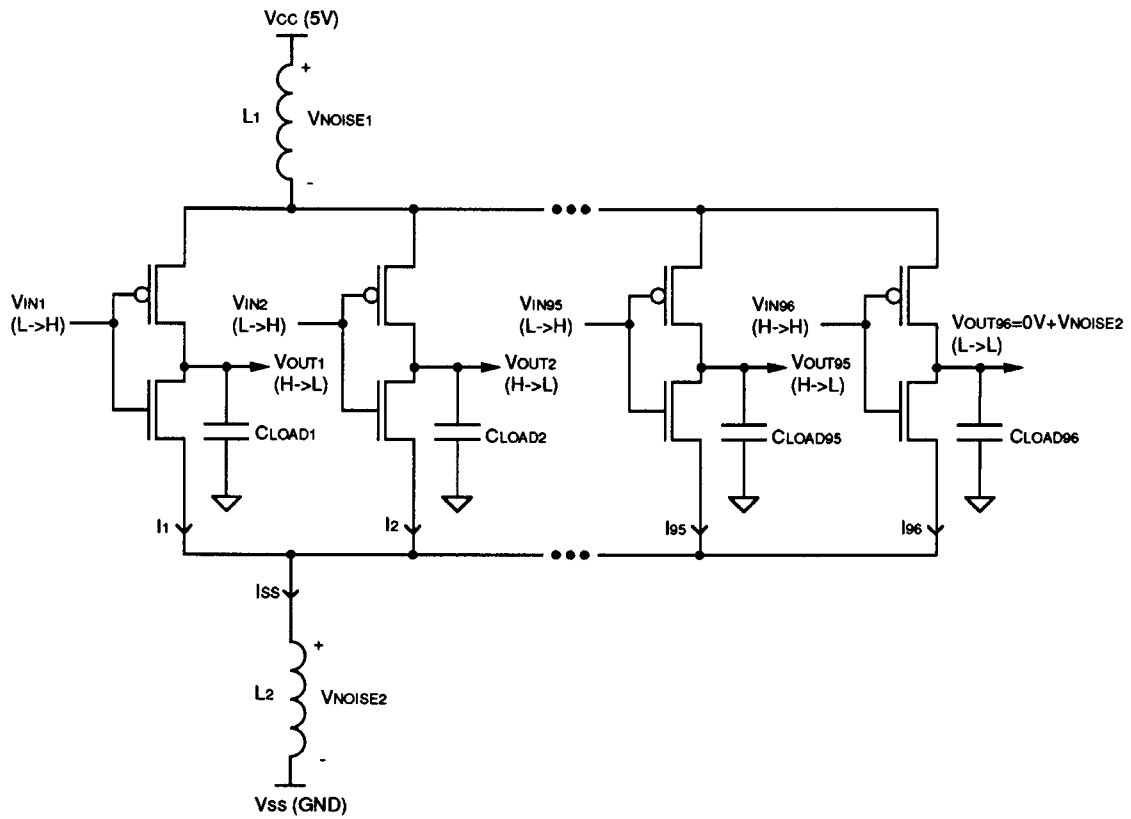 VCC (5V)
+
L1
VNOISE1
-
VIN1
(L->H)
VIN2
(L->H)
VIN95
(L->H)
VIN96
(H->H)
VOUT1
(H->L)
VOUT2
(H->L)
VOUT95
(H->L)
VOUT96=0V+VNOISE2
(L->L)
CLOAD1
CLOAD2
CLOAD95
CLOAD96
I1
I2
I95
I96
ISS
+
L2
VNOISE2
-
VSS (GND)